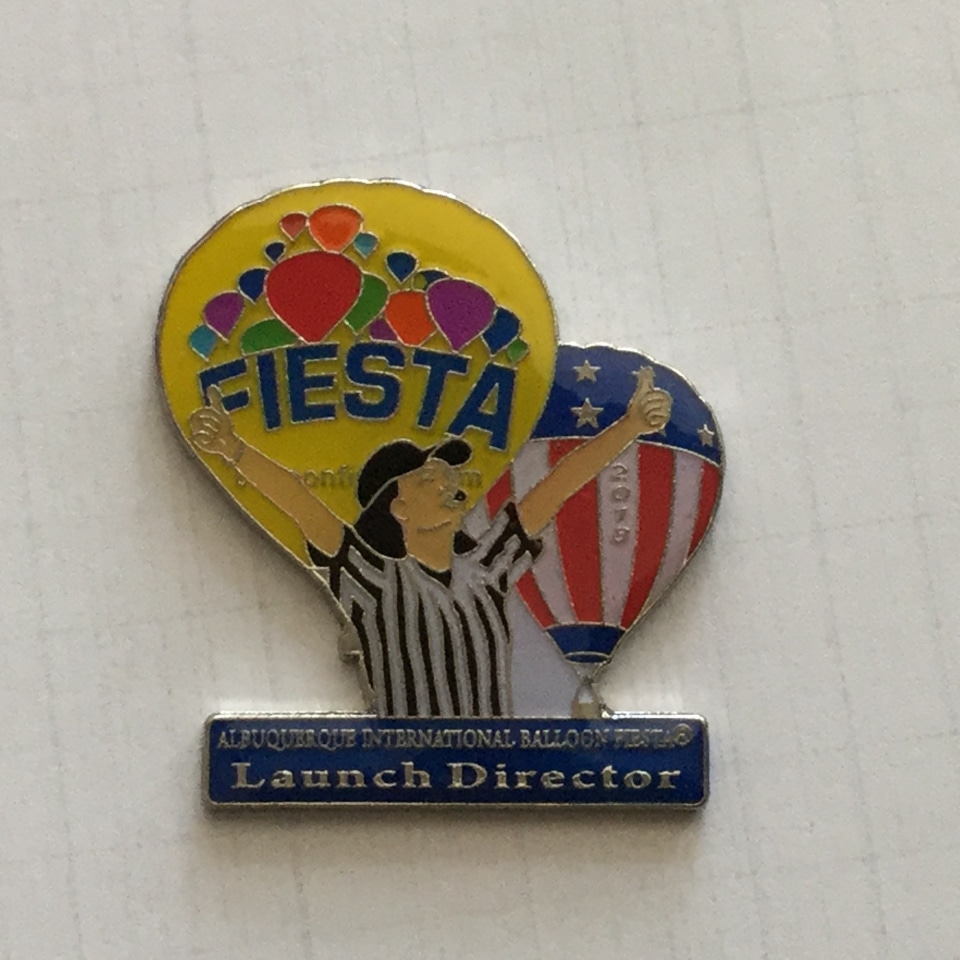 FIESTA
2019
ALBUQUERQUE INTERNATIONAL BALLOON FIESTA®
Launch Director